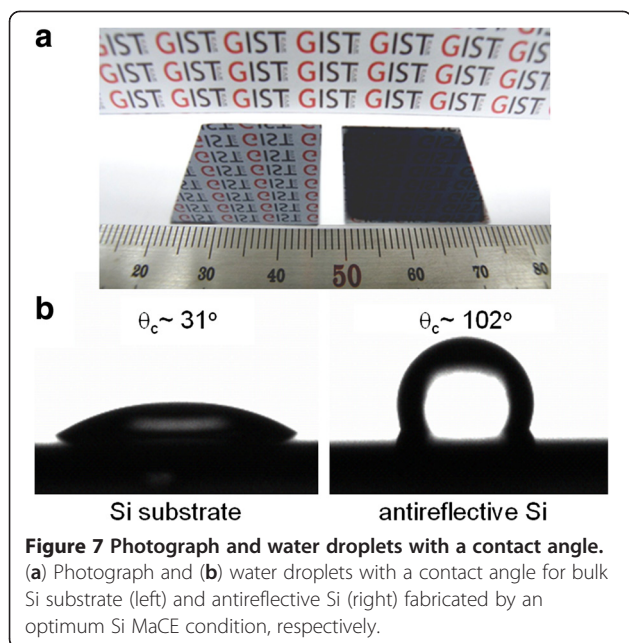 a
GIST GIST GIST GIST GIST GIST GIST
GIST GIST GIST GIST GIST GIST GIST
GIST GIST GIST GIST GIST GIST GIST
20 30 40 50 60 70 80
b
θc~ 31° θc~ 102°
Si substrate antireflective Si
Figure 7 Photograph and water droplets with a contact angle.
(a) Photograph and (b) water droplets with a contact angle for bulk
Si substrate (left) and antireflective Si (right) fabricated by an
optimum Si MaCE condition, respectively.